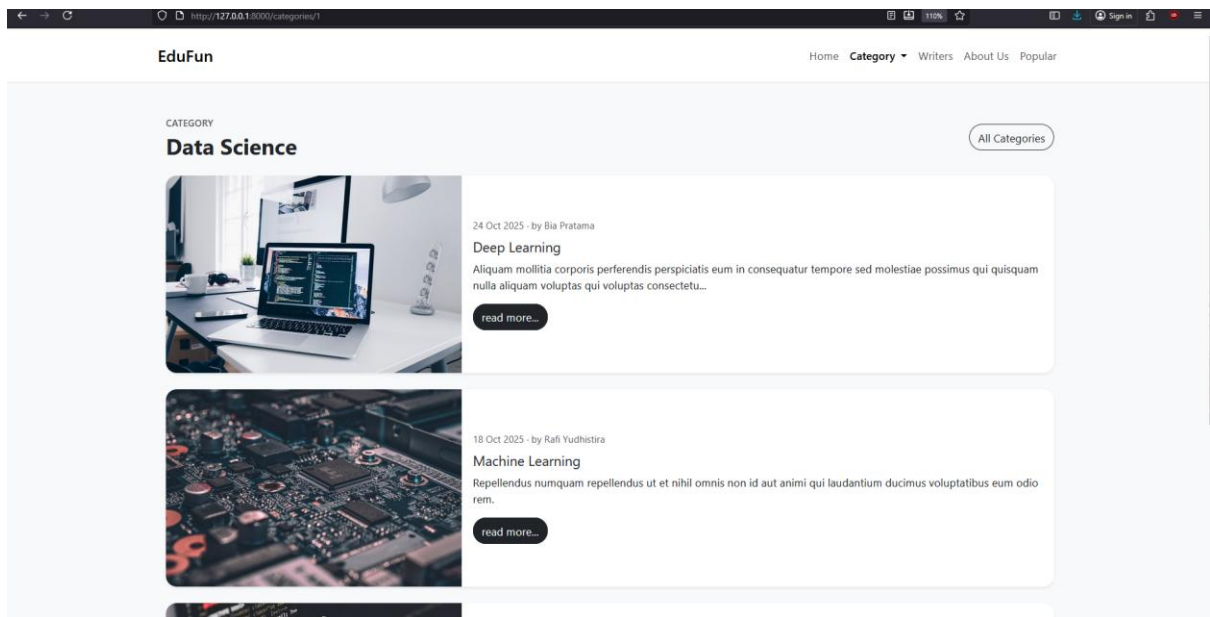 http://127.0.0.1:8000/categories/1
110%
Sign in
EduFun
Home Category Writers About Us Popular
CATEGORY
Data Science
All Categories
24 Oct 2025 · by Bia Pratama
Deep Learning
Aliquam mollitia corporis perferendis perspiciatis eum in consequatur tempore sed molestiae possimus qui quisquam
nulla aliquam voluptas qui voluptas consectetu...
read more...
18 Oct 2025 · by Rafi Yudhistira
Machine Learning
Repellendus numquam repellendus ut et nihil omnis non id aut animi qui laudantium ducimus voluptatibus eum odio
rem.
read more...